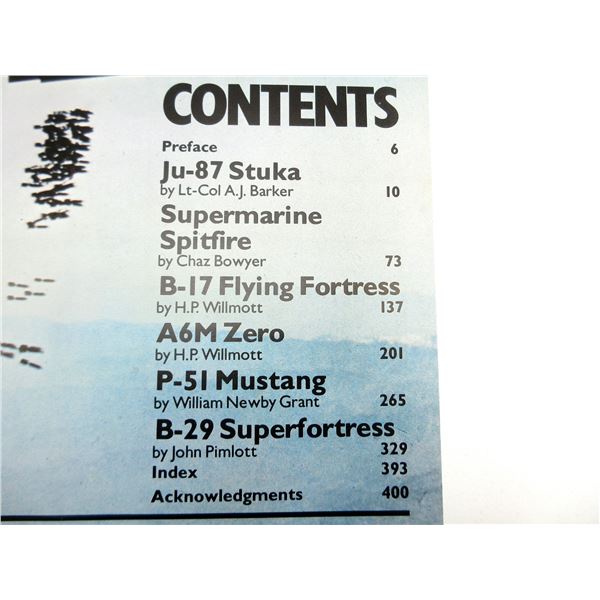 CONTENTS
Preface 6
Ju-87 Stuka
by Lt-Col A.J. Barker 10
Supermarine
Spitfire
by Chaz Bowyer 73
B-17 Flying Fortress
by H.P. Willmott 137
A6M Zero
by H.P. Willmott 201
P-51 Mustang
by William Newby Grant 265
B-29 Superfortress
by John Pimlott 329
Index 393
Acknowledgments 400